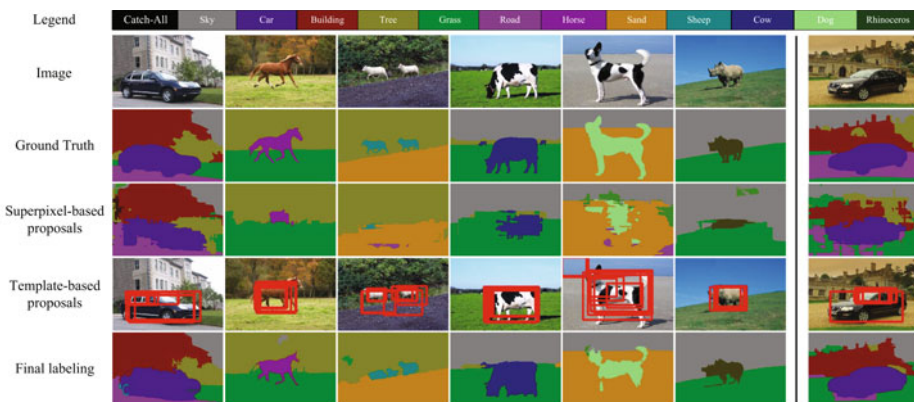 Legend Catch-All Sky Car Building Tree Grass Road Horse Sand Sheep Cow Dog Rhinoceros
Image
Ground Truth
Superpixel-based
proposals
Template-based
proposals
Final labeling